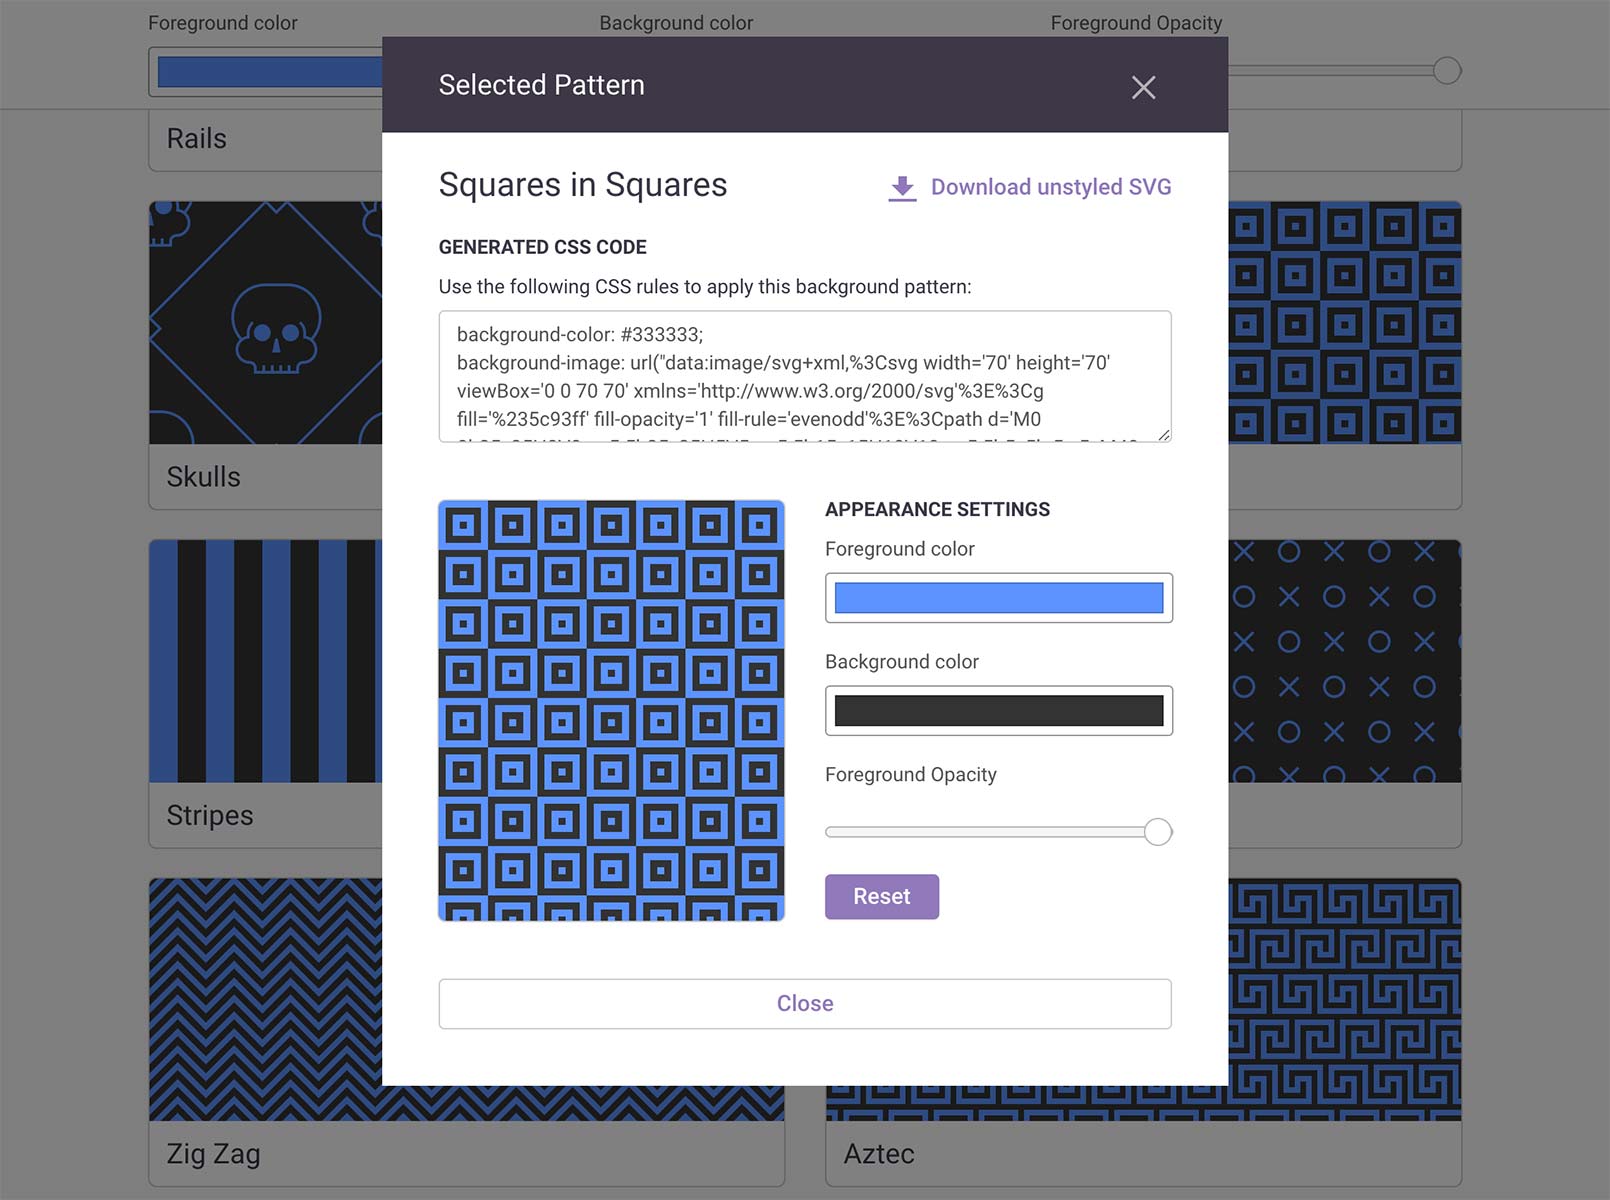 Foreground color
Background color
Foreground Opacity
Rails
Skulls
Stripes
Zig Zag
Aztec
Selected Pattern
Squares in Squares
Download unstyled SVG
GENERATED CSS CODE
Use the following CSS rules to apply this background pattern:
background-color: #333333;
background-image: url("data:image/svg+xml,%3Csvg width='70' height='70'
viewBox='0 0 70 70' xmlns='http://www.w3.org/2000/svg'%3E%3Cg
fill='%235c93ff' fill-opacity='1' fill-rule='evenodd'%3E%3Cpath d='M0
APPEARANCE SETTINGS
Foreground color
Background color
Foreground Opacity
Reset
Close